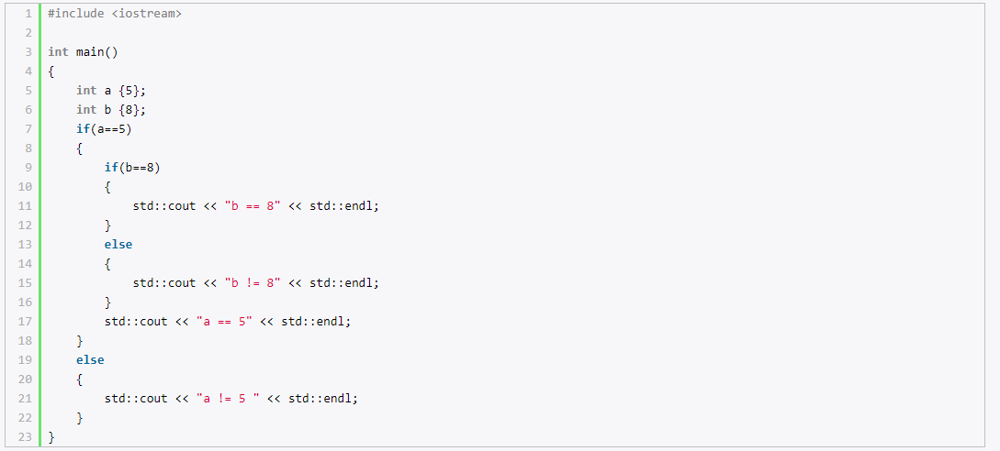 1 #include <iostream>
2
3 int main()
4 {
5     int a {5};
6     int b {8};
7     if(a==5)
8     {
9         if(b==8)
10         {
11             std::cout << "b == 8" << std::endl;
12         }
13         else
14         {
15             std::cout << "b != 8" << std::endl;
16         }
17         std::cout << "a == 5" << std::endl;
18     }
19     else
20     {
21         std::cout << "a != 5 " << std::endl;
22     }
23 }